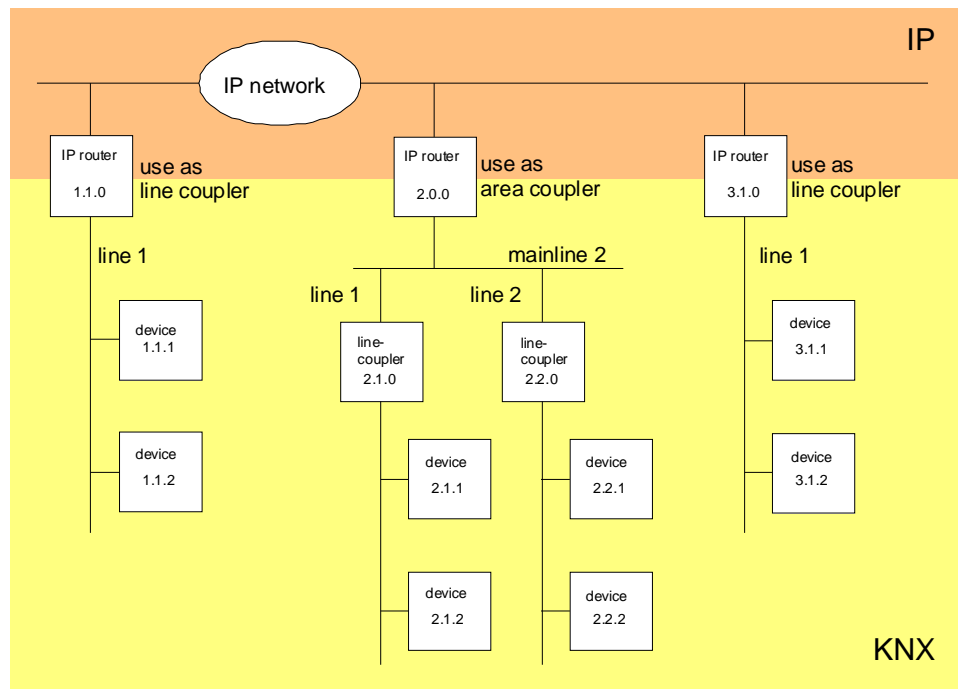 IP
IP network
IP router
1.1.0
use as
line coupler
IP router
2.0.0
use as
area coupler
IP router
3.1.0
use as
line coupler
line 1
mainline 2
line 1
line 1
line 2
device
1.1.1
line-
coupler
2.1.0
line-
coupler
2.2.0
device
3.1.1
device
1.1.2
device
2.1.1
device
2.2.1
device
3.1.2
device
2.1.2
device
2.2.2
KNX